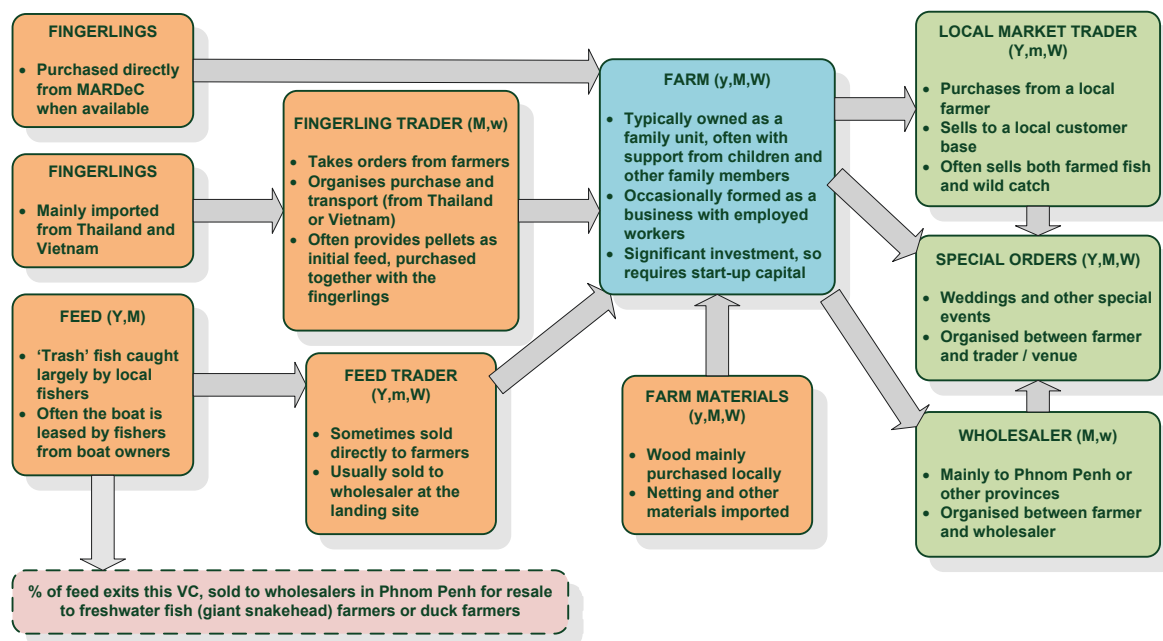 FINGERLINGS
• Purchased directly
from MARDeC
when available
FINGERLINGS
• Mainly imported
from Thailand and
Vietnam
FEED (Y,M)
• ‘Trash’ fish caught
largely by local
fishers
• Often the boat is
leased by fishers
from boat owners
FINGERLING TRADER (M,w)
• Takes orders from farmers
• Organises purchase and
transport (from Thailand
or Vietnam)
• Often provides pellets as
initial feed, purchased
together with the
fingerlings
FEED TRADER
(Y,m,W)
• Sometimes sold
directly to farmers
• Usually sold to
wholesaler at the
landing site
FARM (y,M,W)
• Typically owned as a
family unit, often with
support from children and
other family members
• Occasionally formed as a
business with employed
workers
• Significant investment, so
requires start-up capital
FARM MATERIALS
(y,M,W)
• Wood mainly
purchased locally
• Netting and other
materials imported
LOCAL MARKET TRADER
(Y,m,W)
• Purchases from a local
farmer
• Sells to a local customer
base
• Often sells both farmed fish
and wild catch
SPECIAL ORDERS (Y,M,W)
• Weddings and other special
events
• Organised between farmer
and trader / venue
WHOLESALER (M,w)
• Mainly to Phnom Penh or
other provinces
• Organised between farmer
and wholesaler
% of feed exits this VC, sold to wholesalers in Phnom Penh for resale
to freshwater fish (giant snakehead) farmers or duck farmers